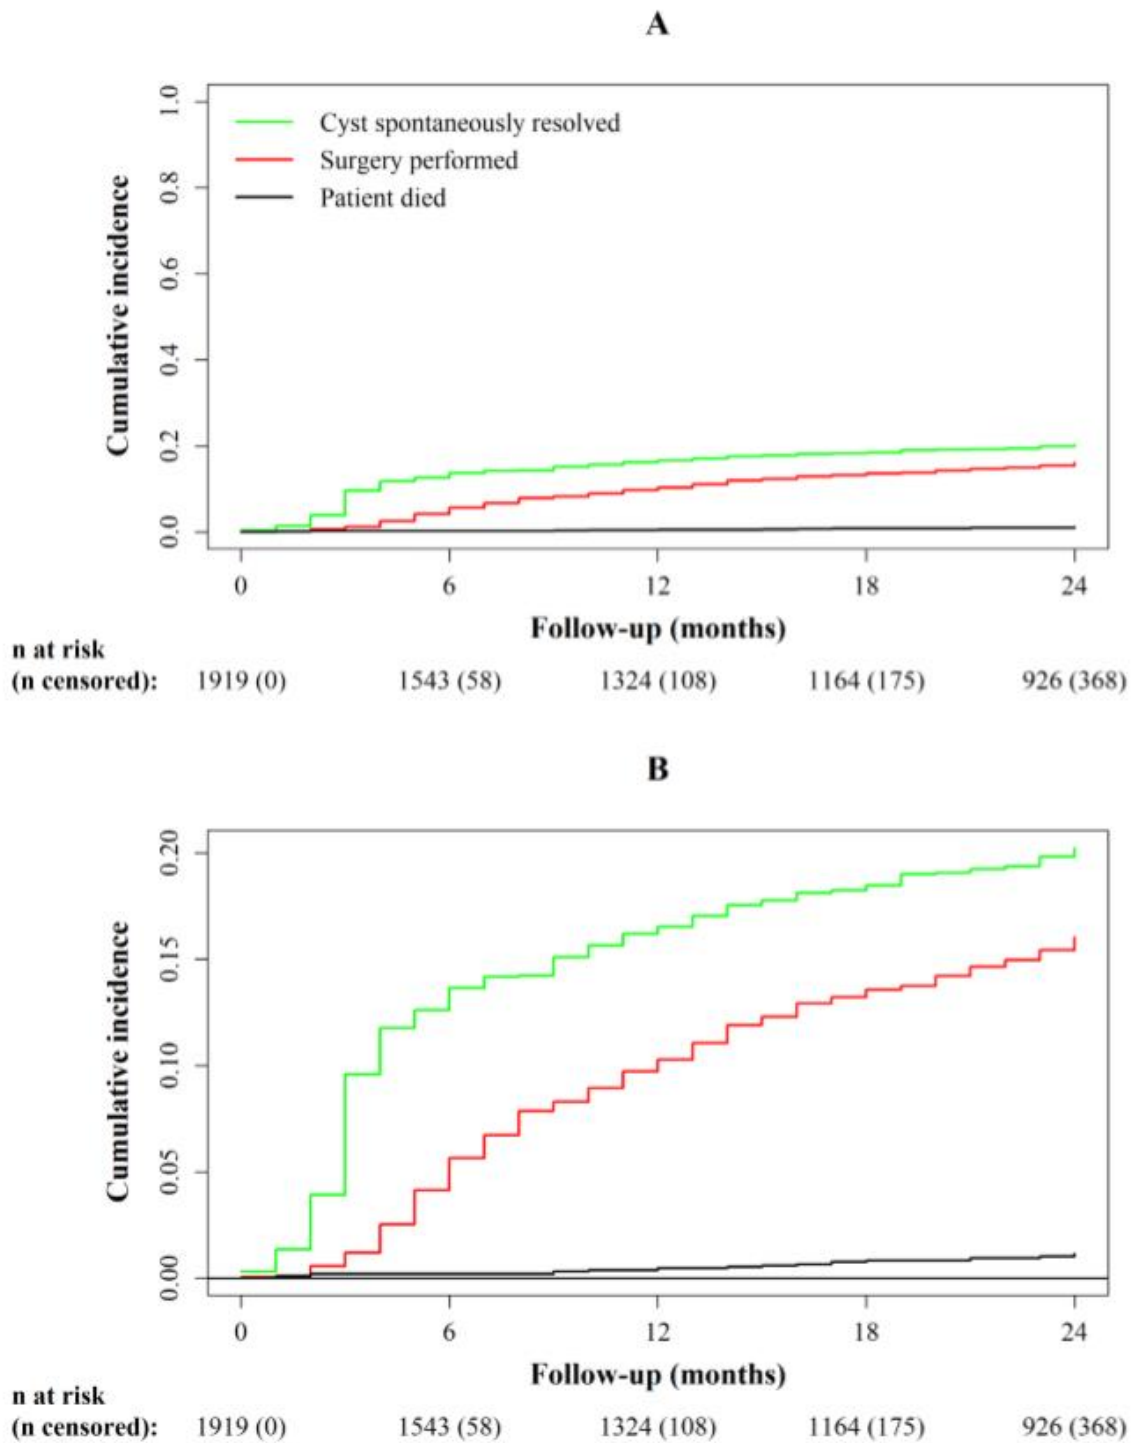 A
1.0
0.8
0.6
0.4
0.2
0.0
Cumulative incidence
Cyst spontaneously resolved
Surgery performed
Patient died
0 6 12 18 24
Follow-up (months)
n at risk
(n censored): 1919 (0) 1543 (58) 1324 (108) 1164 (175) 926 (368)
B
0.20
0.15
0.10
0.05
0.00
Cumulative incidence
0 6 12 18 24
Follow-up (months)
n at risk
(n censored): 1919 (0) 1543 (58) 1324 (108) 1164 (175) 926 (368)